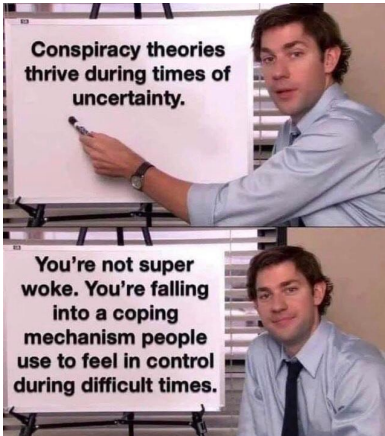 Conspiracy theories
thrive during times of
uncertainty.
You're not super
woke. You're falling
into a coping
mechanism people
use to feel in control
during difficult times.